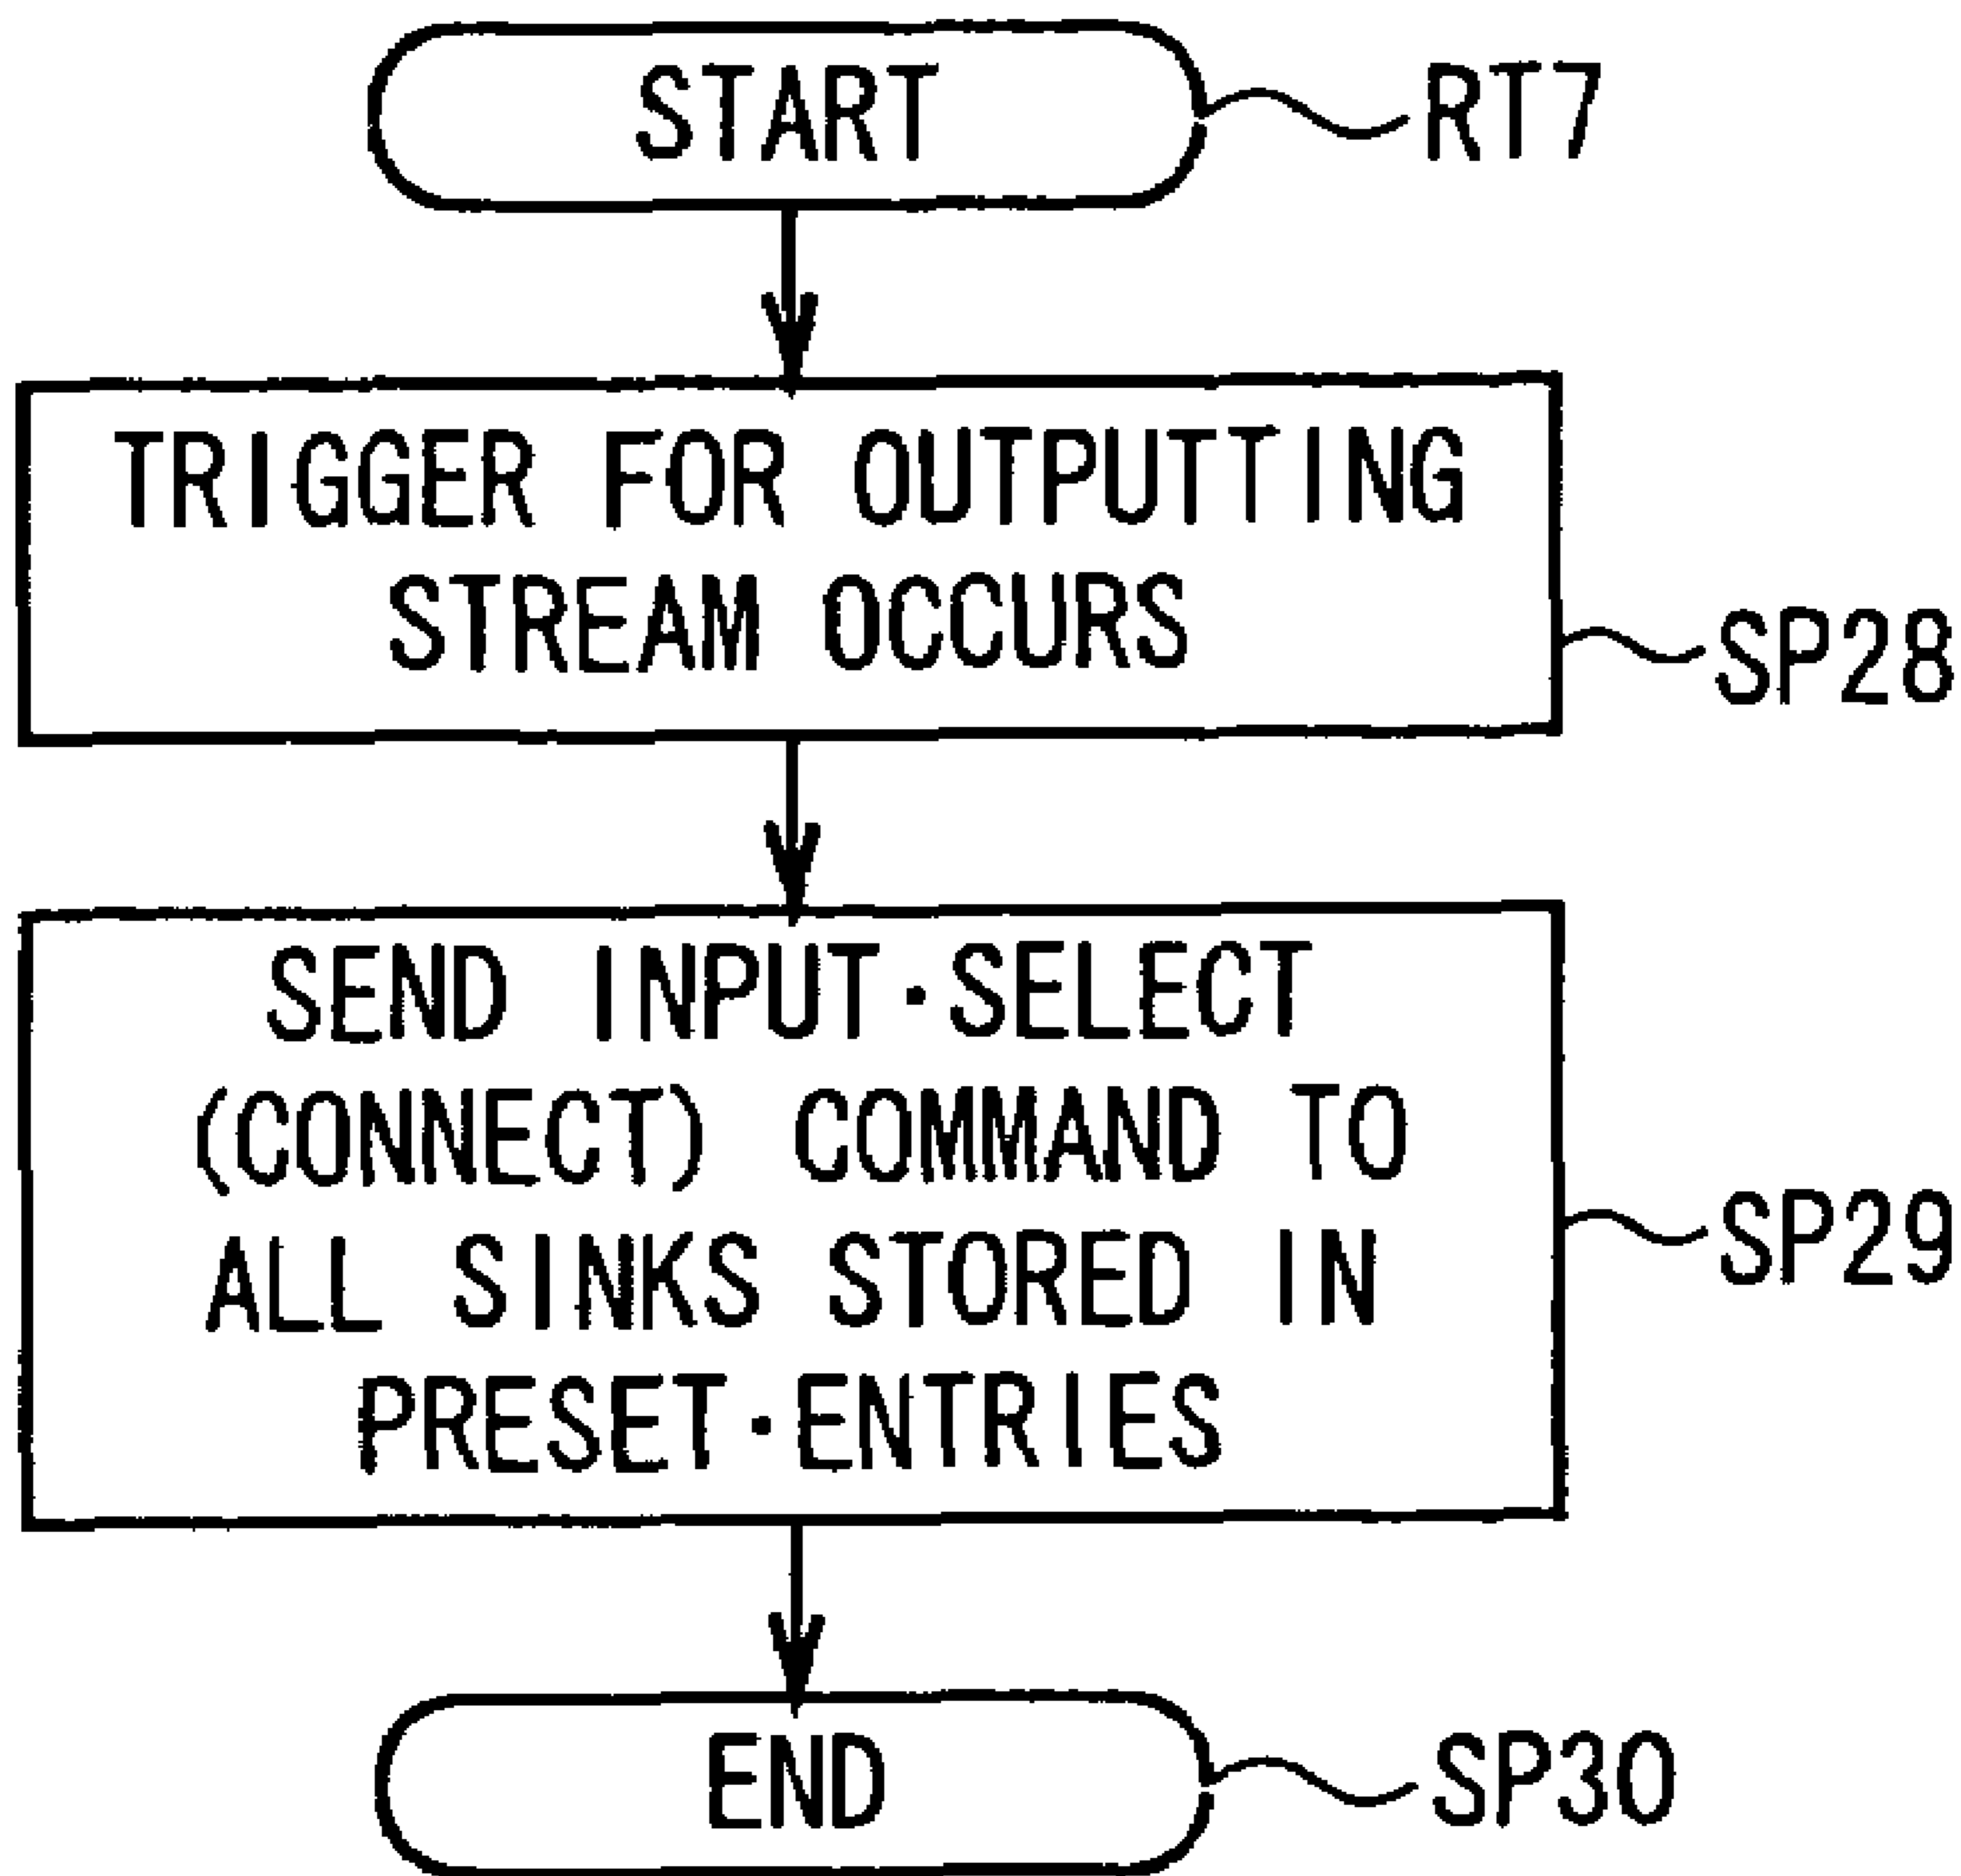 START RT7
TRIGGER FOR OUTPUTTING
STREAM OCCURS
SP28
SEND INPUT·SELECT
(CONNECT) COMMAND TO
ALL SINKS STORED IN
PRESET·ENTRIES
SP29
END SP30